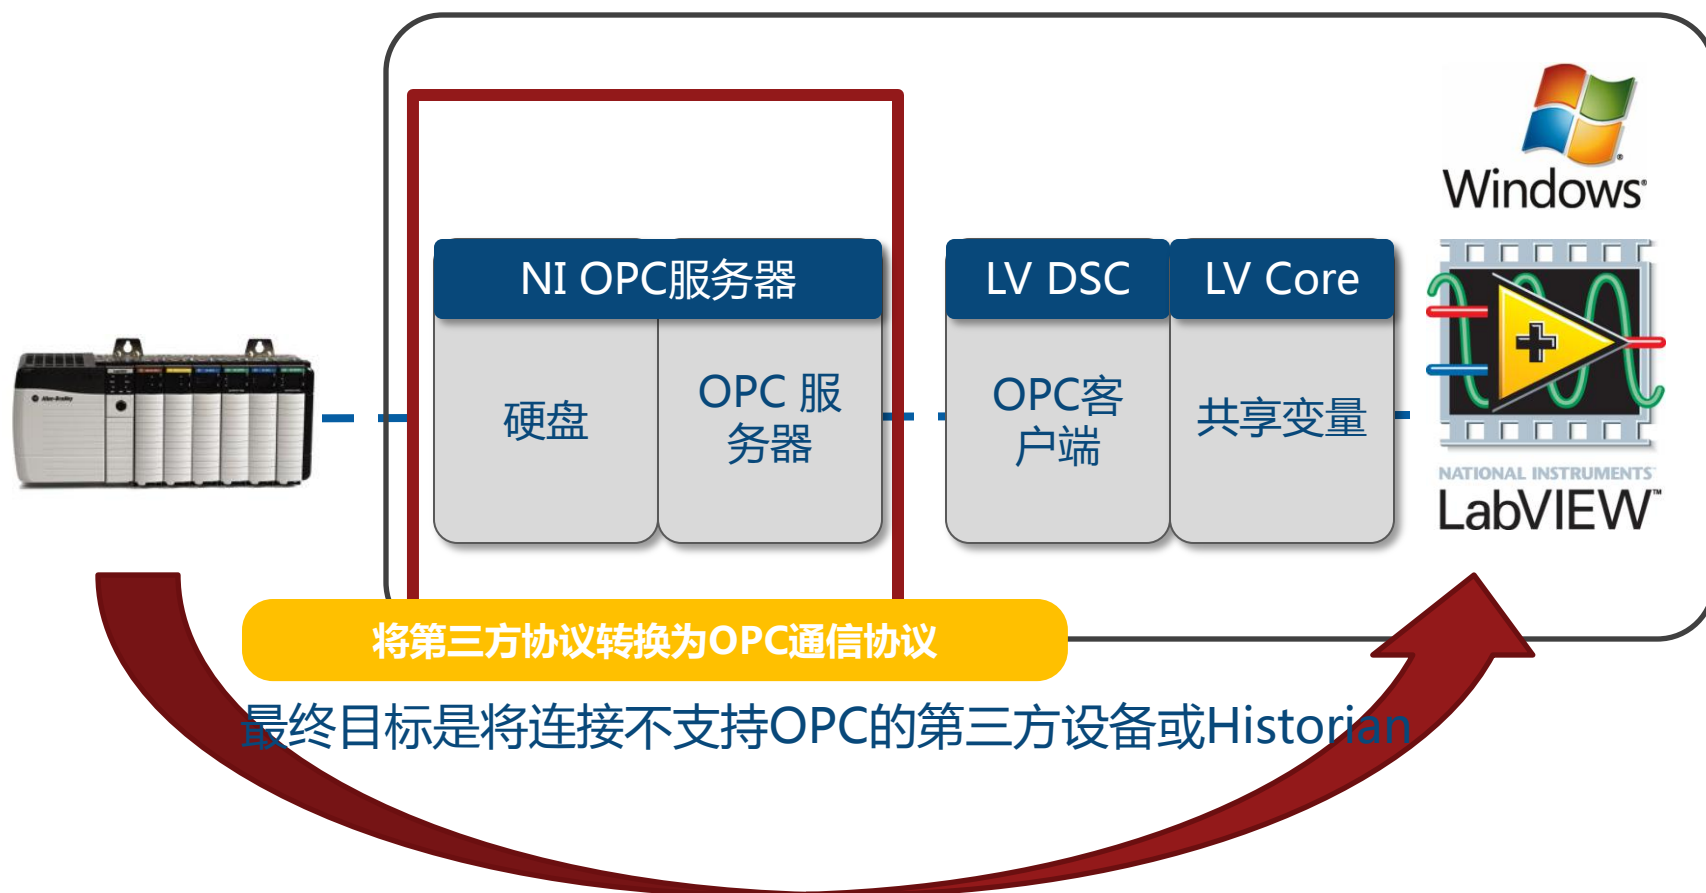 Windows
NI OPC服务器
LV DSC
LV Core
硬盘
OPC 服
务器
OPC客
户端
共享变量
Allen-Bradley
NATIONAL INSTRUMENTS
LabVIEW™
将第三方协议转换为OPC通信协议
最终目标是将连接不支持OPC的第三方设备或Historian